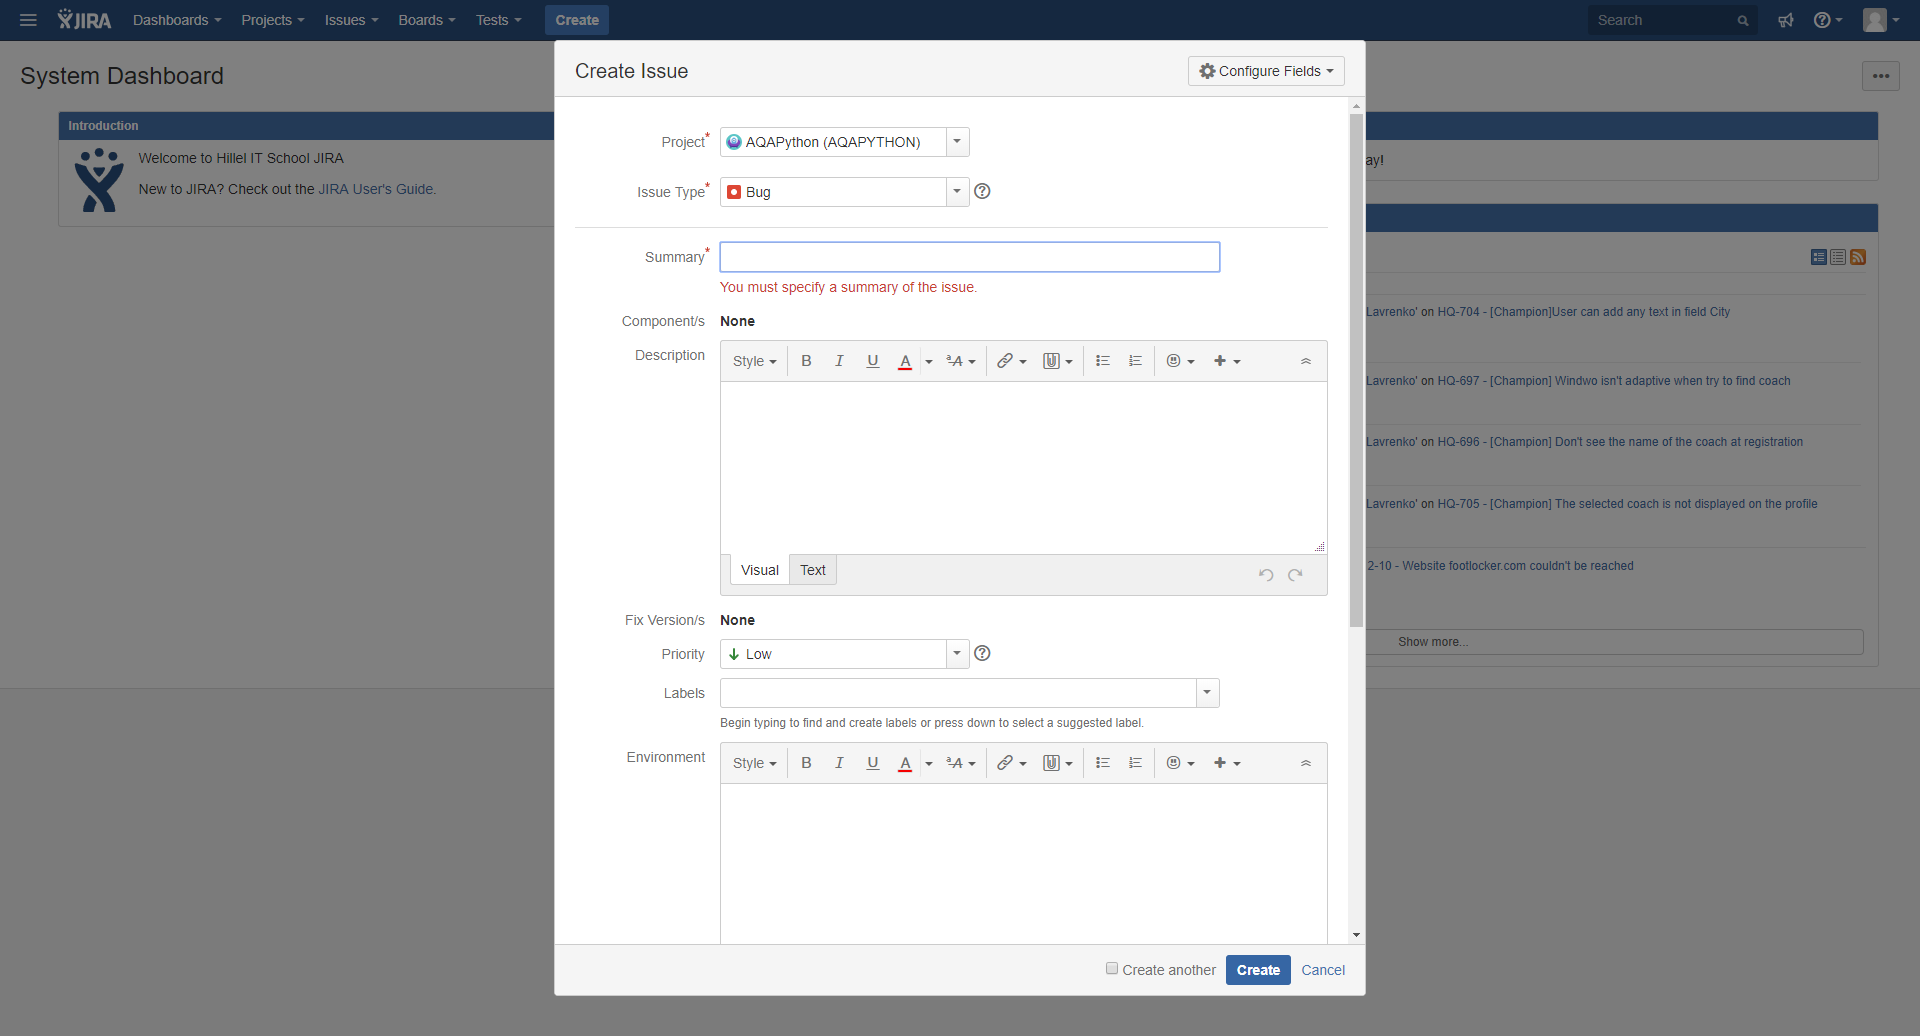 JIRA Dashboards Projects Issues Boards Tests Create Search
System Dashboard
Introduction
Welcome to Hillel IT School JIRA
New to JIRA? Check out the JIRA User's Guide.
Create Issue
Configure Fields
Project* AQAPython (AQAPYTHON)
Issue Type* Bug
Summary*
You must specify a summary of the issue.
Component/s None
Description
Style B I U A ªA
Visual Text
Fix Version/s None
Priority Low
Labels
Begin typing to find and create labels or press down to select a suggested label.
Environment
Style B I U A ªA
Create another Create Cancel
ay!
Lavrenko' on HQ-704 - [Champion]User can add any text in field City
Lavrenko' on HQ-697 - [Champion] Windwo isn't adaptive when try to find coach
Lavrenko' on HQ-696 - [Champion] Don't see the name of the coach at registration
Lavrenko' on HQ-705 - [Champion] The selected coach is not displayed on the profile
2-10 - Website footlocker.com couldn't be reached
Show more...